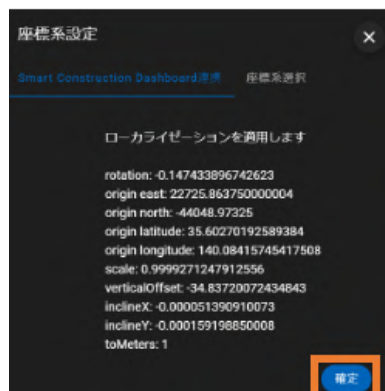 座標系設定
×
Smart Construction Dashboard連携 座標系選択
ローカライゼーションを適用します
rotation: -0.147433896742623
origin east: 22725.863750000004
origin north: -44048.97325
origin latitude: 35.60270192589384
origin longitude: 140.08415745417508
scale: 0.9999271247912556
verticalOffset: -34.83720072434843
inclineX: -0.000051390910073
inclineY: -0.000159198850008
toMeters: 1
確定